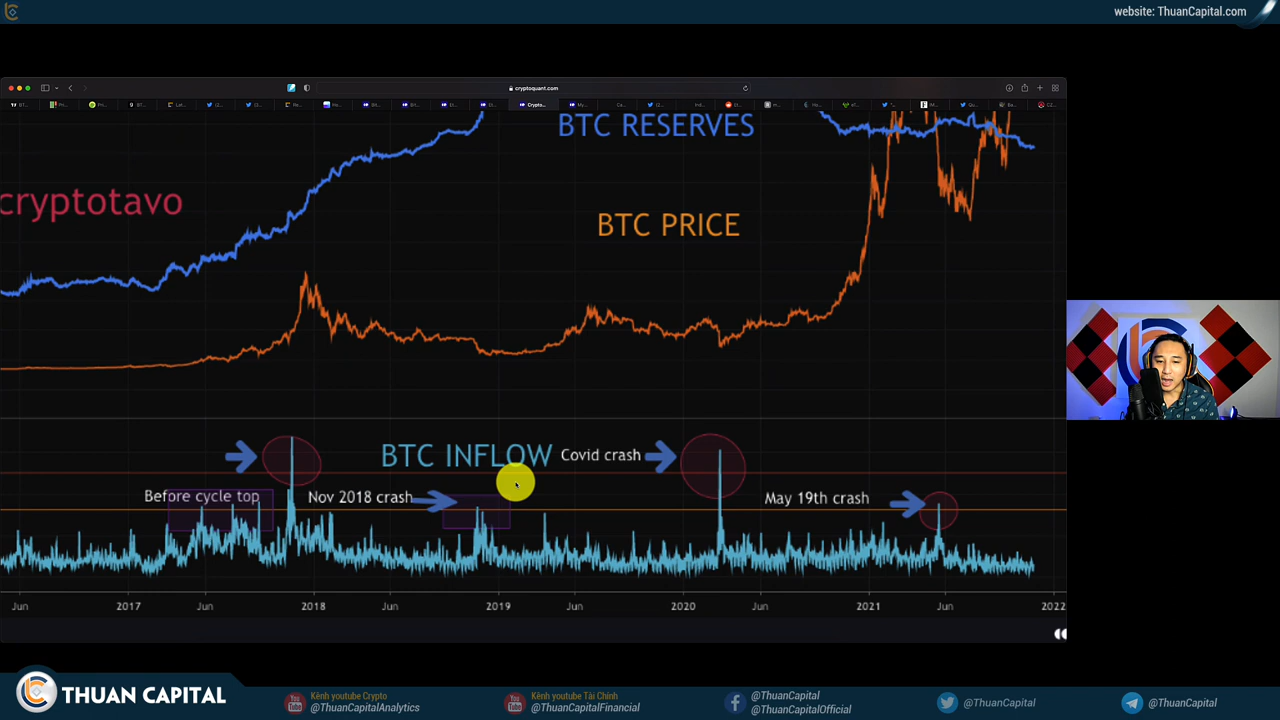 website: ThuanCapital.com
cryptoquant.com
Crypto...
BTC RESERVES
cryptotavo
BTC PRICE
BTC INFLOW
Covid crash
Before cycle top
Nov 2018 crash
May 19th crash
Jun 2017 Jun 2018 Jun 2019 Jun 2020 Jun 2021 Jun 2022
THUAN CAPITAL
Kênh youtube Crypto
@ThuanCapitalAnalytics
Kênh youtube Tài Chính
@ThuanCapitalFinancial
@ThuanCapital
@ThuanCapitalOfficial
@ThuanCapital
@ThuanCapital